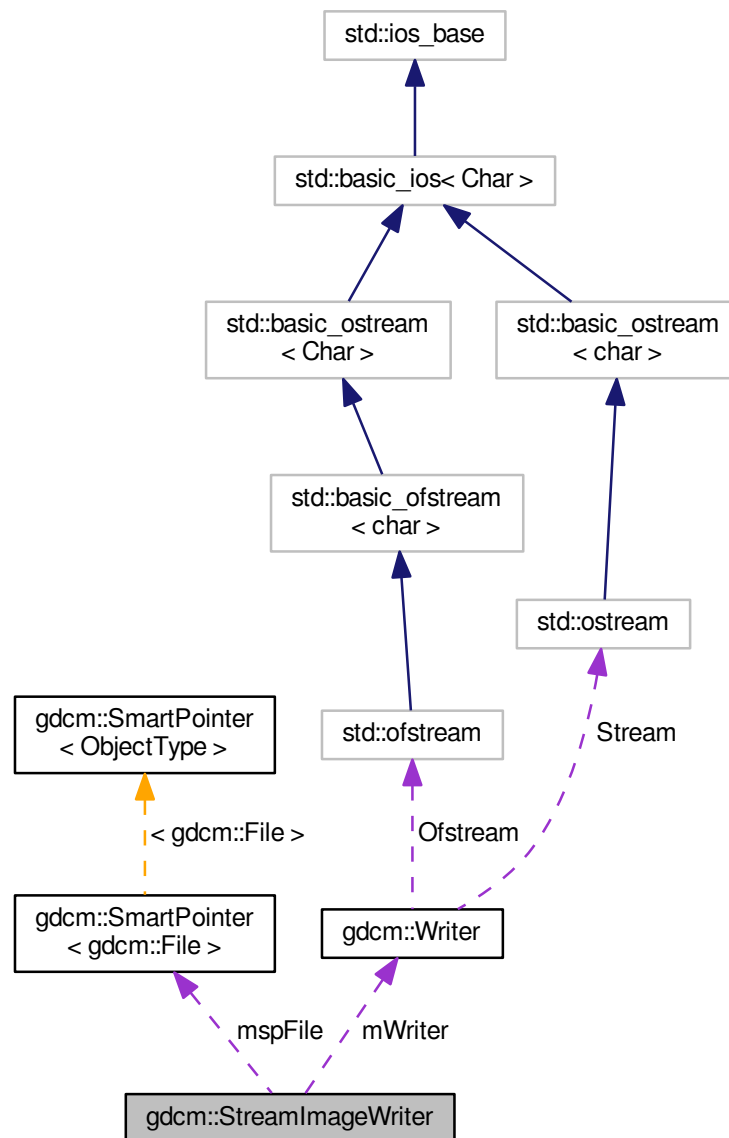 std::ios_base
std::basic_ios< Char >
std::basic_ostream
< Char >
std::basic_ostream
< char >
std::basic_ofstream
< char >
std::ostream
gdcm::SmartPointer
< ObjectType >
std::ofstream
Stream
< gdcm::File >
Ofstream
gdcm::SmartPointer
< gdcm::File >
gdcm::Writer
mspFile
mWriter
gdcm::StreamImageWriter